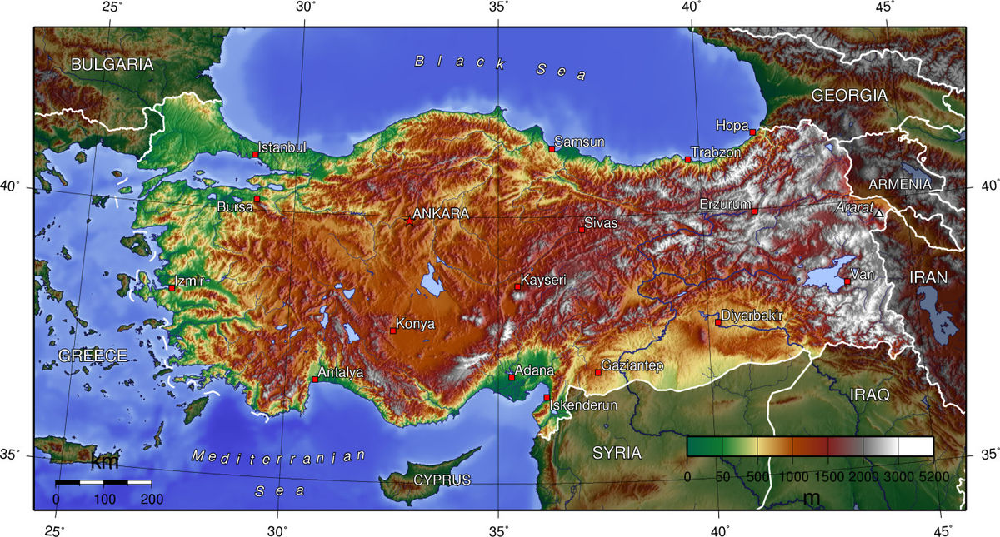 25° 30° 35° 40° 45°
BULGARIA
Black Sea
GEORGIA
Hopa
Istanbul
Samsun
Trabzon
40°
40°
ARMENIA
Bursa
ANKARA
Erzurum
Ararat
Sivas
Izmir
Kayseri
Van
IRAN
Konya
Diyarbakir
GREECE
Antalya
Adana
Gaziantep
Iskenderun
IRAQ
35°
35°
Mediterranian
Sea
SYRIA
km
CYPRUS
0 100 200
0 50 500 1000 1500 2000 3000 5200
m
25° 30° 35° 40° 45°